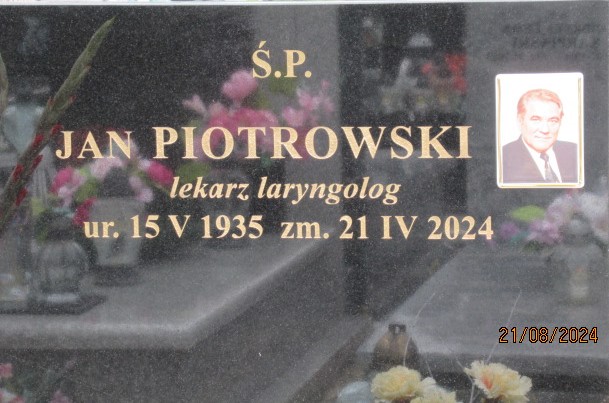 Ś.P.
JAN PIOTROWSKI
lekarz laryngolog
ur. 15 V 1935 zm. 21 IV 2024
21/08/2024